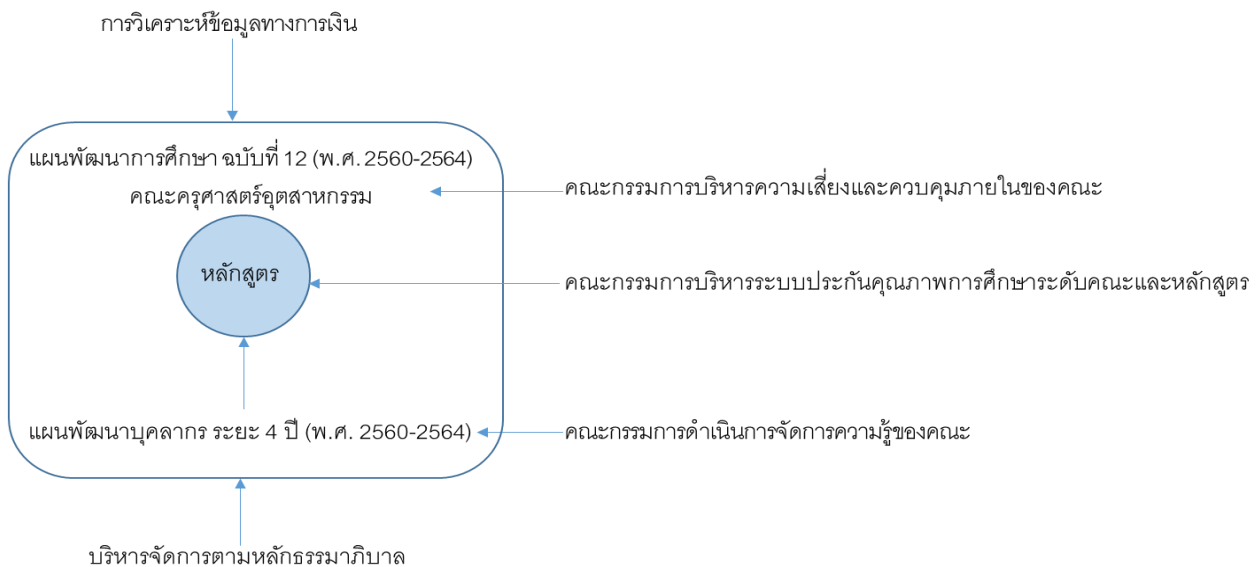 การวิเคราะห์ข้อมูลทางการเงิน
แผนพัฒนาการศึกษา ฉบับที่ 12 (พ.ศ. 2560-2564)
คณะครุศาสตร์อุตสาหกรรม
คณะกรรมการบริหารความเสี่ยงและควบคุมภายในของคณะ
หลักสูตร
คณะกรรมการบริหารระบบประกันคุณภาพการศึกษาระดับคณะและหลักสูตร
แผนพัฒนาบุคลากร ระยะ 4 ปี (พ.ศ. 2560-2564)
คณะกรรมการดำเนินการจัดการความรู้ของคณะ
บริหารจัดการตามหลักธรรมาภิบาล